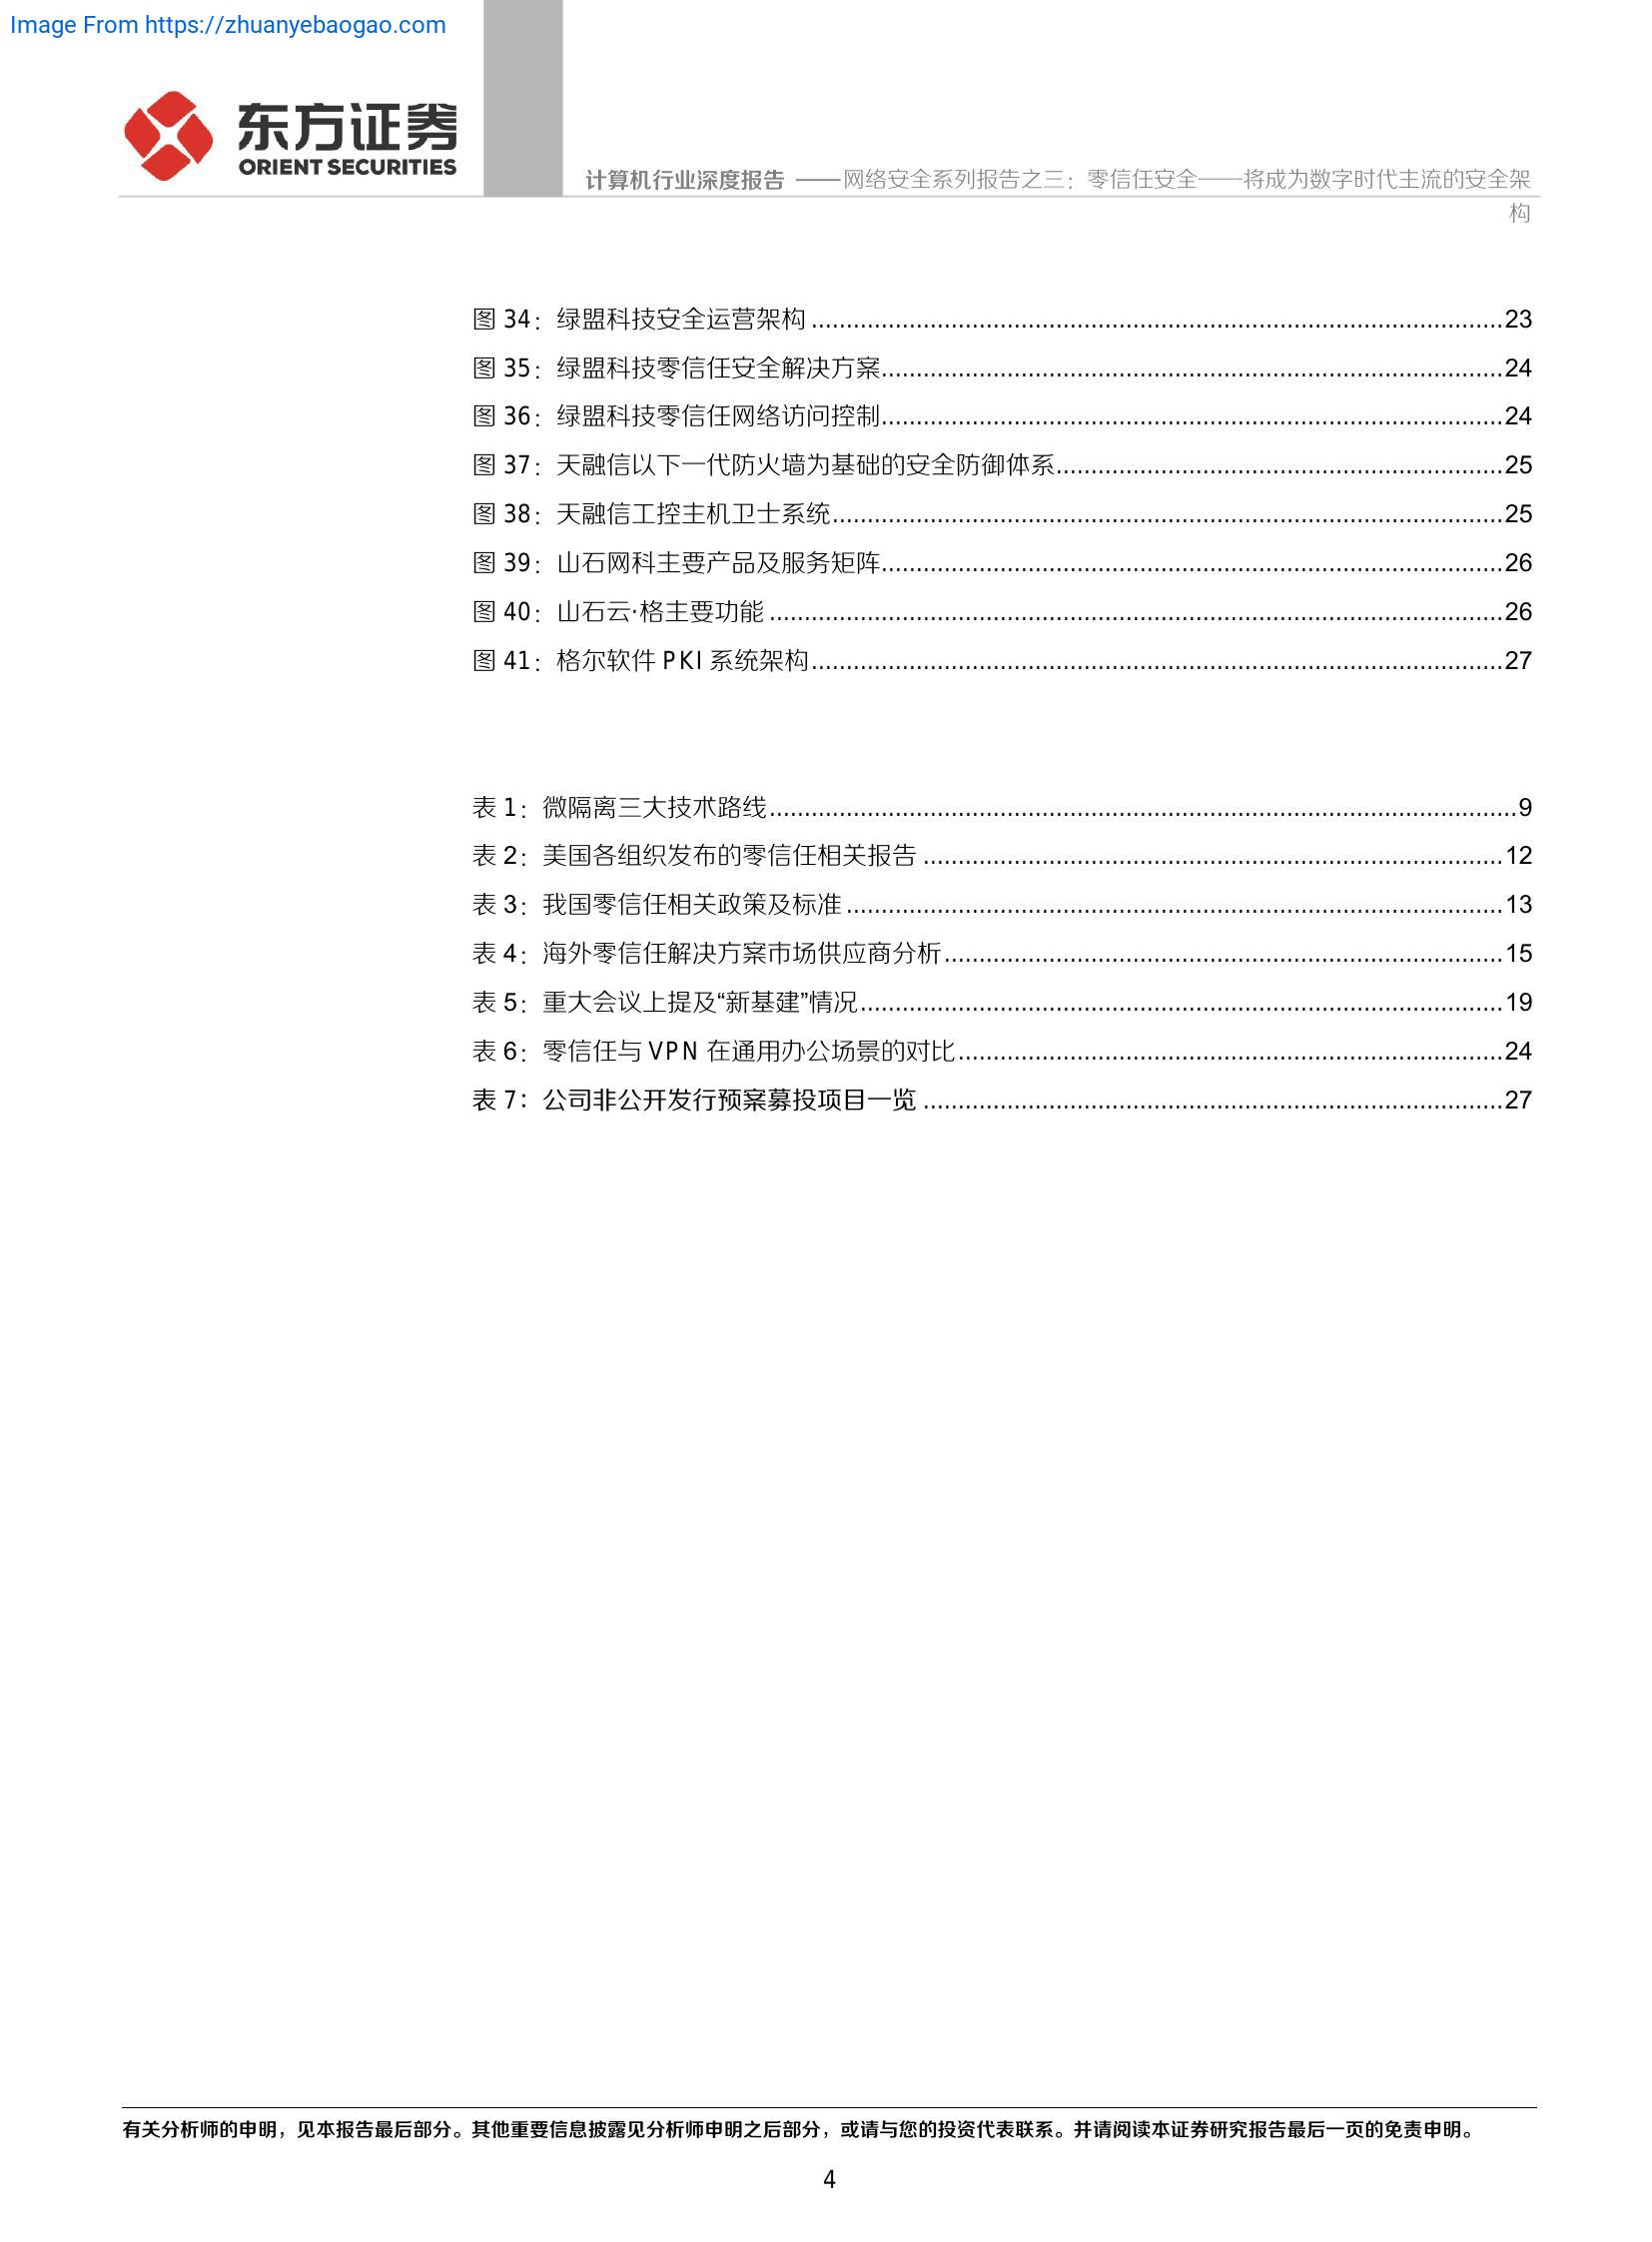 Image From https://zhuanyebaogao.com
东方证券
ORIENT SECURITIES
计算机行业深度报告 ——网络安全系列报告之三：零信任安全——将成为数字时代主流的安全架
构
图 34：绿盟科技安全运营架构 ........................................................ 23
图 35：绿盟科技零信任安全解决方案........................................................ 24
图 36：绿盟科技零信任网络访问控制........................................................ 24
图 37：天融信以下一代防火墙为基础的安全防御体系........................................................ 25
图 38：天融信工控主机卫士系统........................................................ 25
图 39：山石网科主要产品及服务矩阵........................................................ 26
图 40：山石云·格主要功能 ........................................................ 26
图 41：格尔软件 PKI 系统架构........................................................ 27
表 1：微隔离三大技术路线........................................................ 9
表 2：美国各组织发布的零信任相关报告 ........................................................ 12
表 3：我国零信任相关政策及标准 ........................................................ 13
表 4：海外零信任解决方案市场供应商分析........................................................ 15
表 5：重大会议上提及“新基建”情况........................................................ 19
表 6：零信任与 VPN 在通用办公场景的对比........................................................ 24
表 7：公司非公开发行预案募投项目一览 ........................................................ 27
有关分析师的申明，见本报告最后部分。其他重要信息披露见分析师申明之后部分，或请与您的投资代表联系。并请阅读本证券研究报告最后一页的免责申明。
4